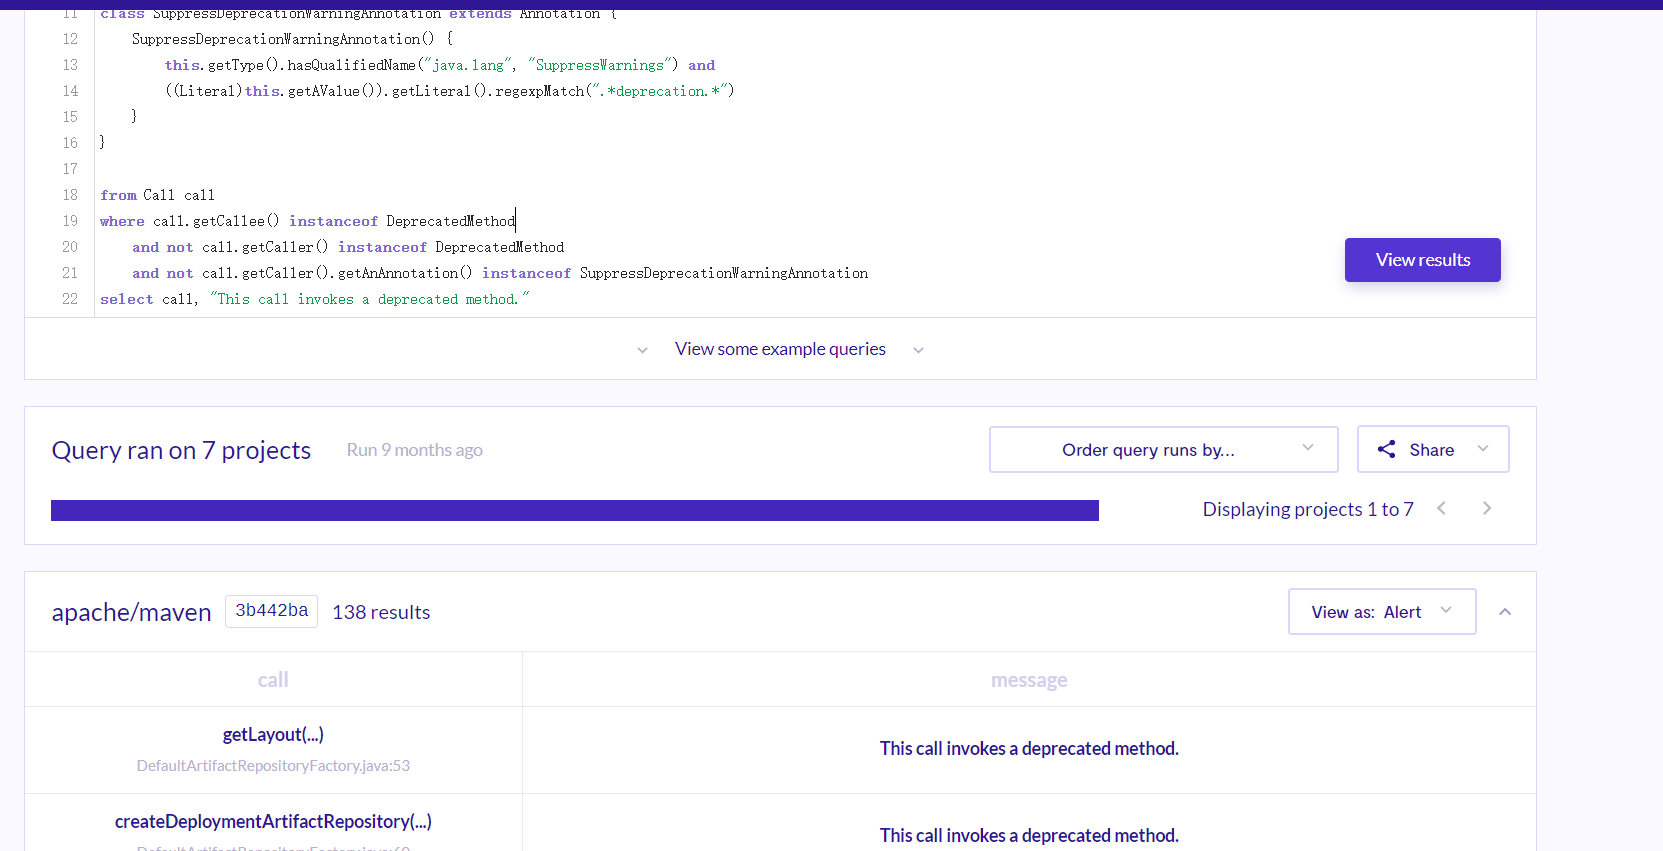 11 class SuppressDeprecationWarningAnnotation extends Annotation {
12 SuppressDeprecationWarningAnnotation() {
13 this.getType().hasQualifiedName("java.lang", "SuppressWarnings") and
14 ((Literal)this.getAValue()).getLiteral().regexpMatch(".*deprecation.*")
15 }
16 }
17
18 from Call call
19 where call.getCallee() instanceof DeprecatedMethod
20 and not call.getCaller() instanceof DeprecatedMethod
21 and not call.getCaller().getAnAnnotation() instanceof SuppressDeprecationWarningAnnotation
22 select call, "This call invokes a deprecated method."
View results
View some example queries
Query ran on 7 projects Run 9 months ago Order query runs by... Share
Displaying projects 1 to 7
apache/maven 3b442ba 138 results View as: Alert
call message
getLayout(...)
This call invokes a deprecated method.
DefaultArtifactRepositoryFactory.java:53
createDeploymentArtifactRepository(...)
This call invokes a deprecated method.
DefaultArtifactRepositoryFactory.java:60